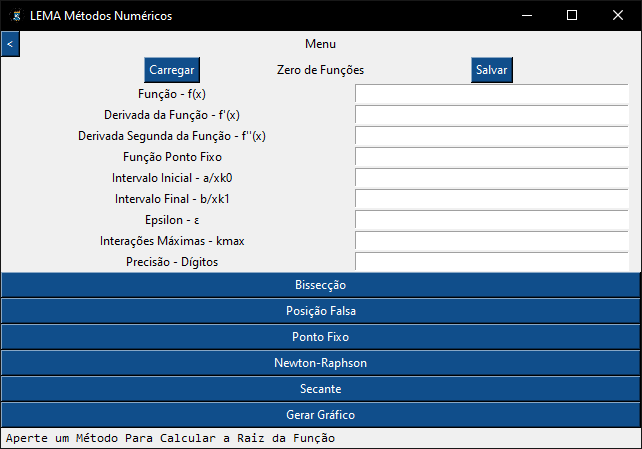 LEMA Métodos Numéricos
< Menu
Carregar Zero de Funções Salvar
Função - f(x)
Derivada da Função - f'(x)
Derivada Segunda da Função - f''(x)
Função Ponto Fixo
Intervalo Inicial - a/xk0
Intervalo Final - b/xk1
Epsilon - ε
Interações Máximas - kmax
Precisão - Dígitos
Bissecção
Posição Falsa
Ponto Fixo
Newton-Raphson
Secante
Gerar Gráfico
Aperte um Método Para Calcular a Raiz da Função